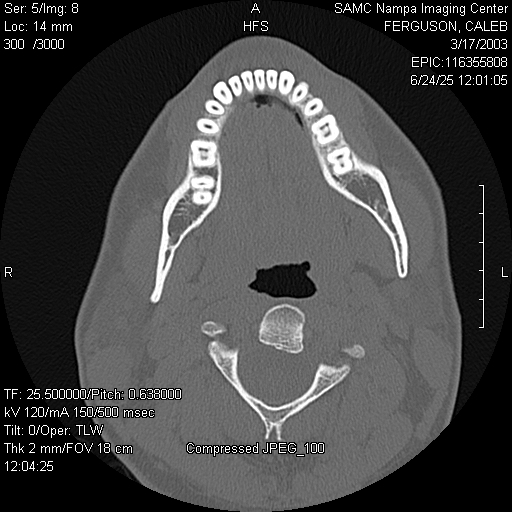 Ser: 5/Img: 8
Loc: 14 mm
300 /3000
A
HFS
SAMC Nampa Imaging Center
FERGUSON, CALEB
3/17/2003
EPIC:116355808
6/24/25 12:01:05
R
L
TF: 25.500000/Pitch: 0.638000
kV 120/mA 150/500 msec
Tilt: 0/Oper: TLW
Thk 2 mm/FOV 18 cm
12:04:25
Compressed JPEG_100